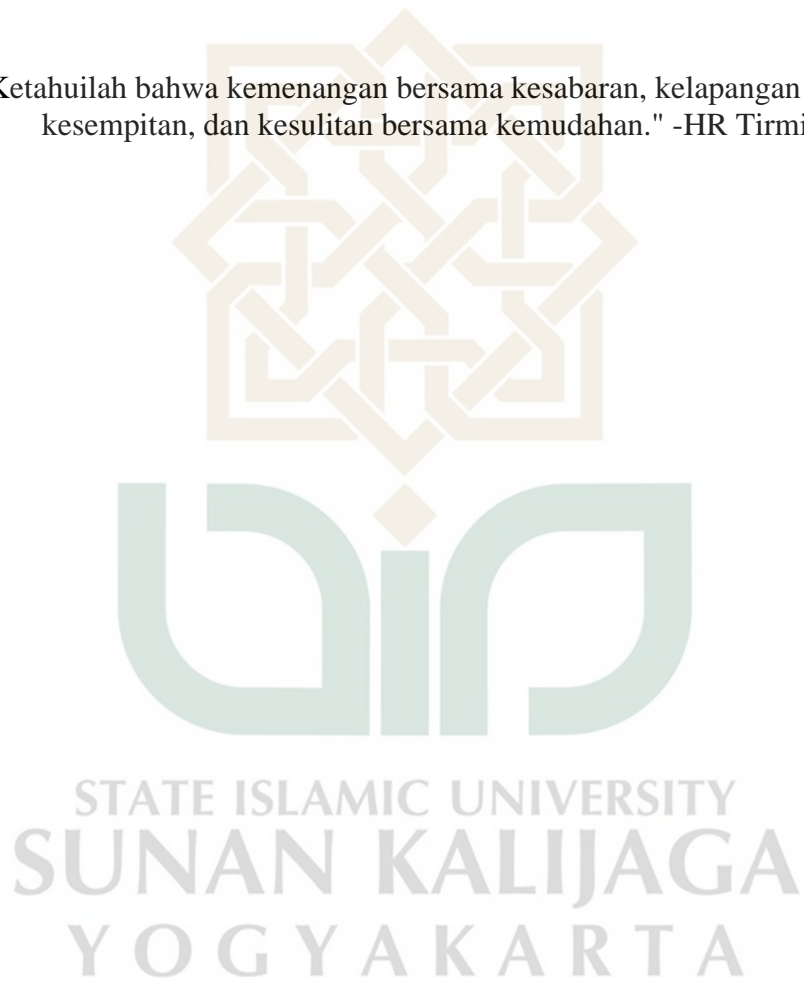 Ketahuilah bahwa kemenangan bersama kesabaran, kelapangan
kesempitan, dan kesulitan bersama kemudahan." -HR Tirmi
STATE ISLAMIC UNIVERSITY
SUNAN KALIJAGA
YOGYAKARTA